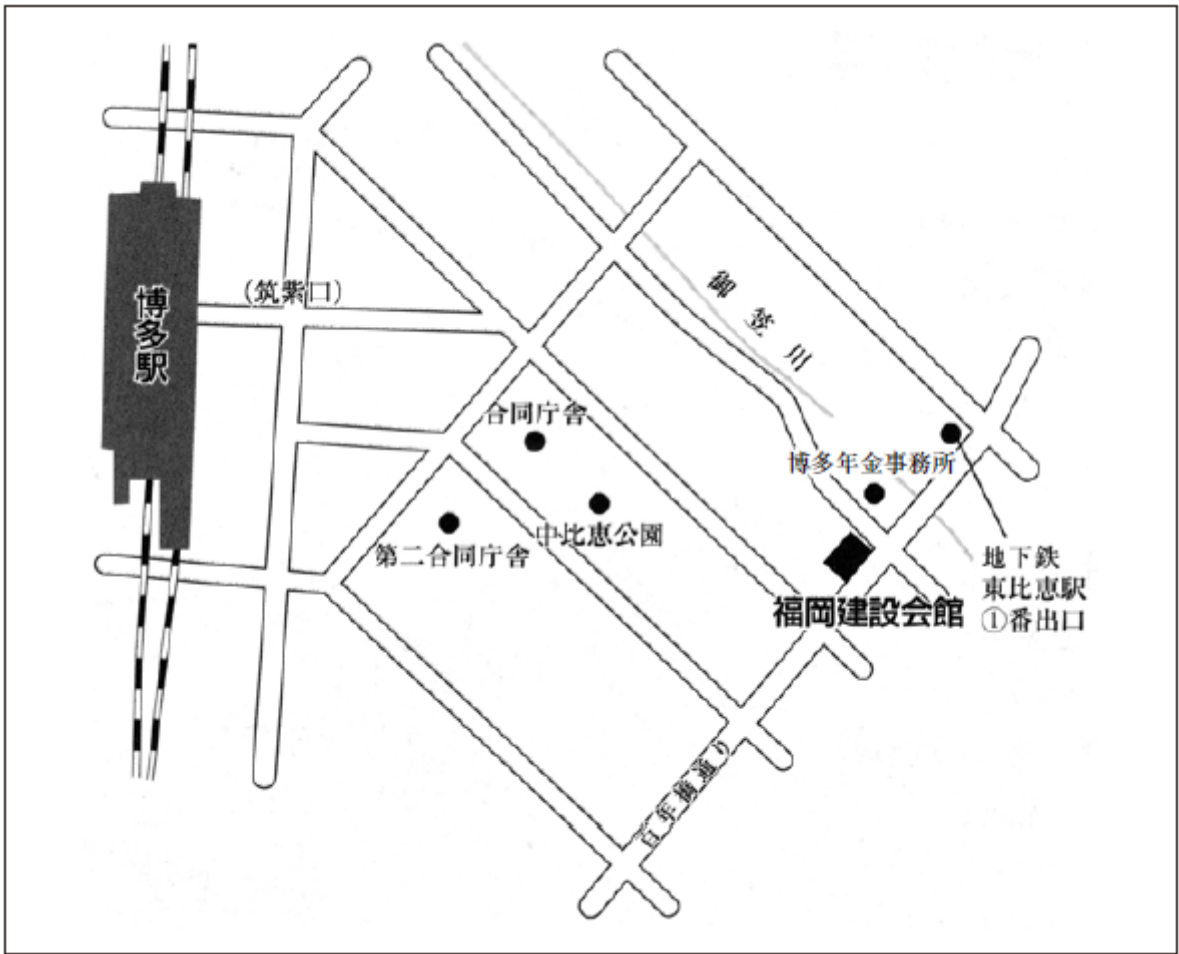 (筑紫口)
博多駅
御笠川
合同庁舎
博多年金事務所
中比恵公園
第二合同庁舎
福岡建設会館
地下鉄
東比恵駅
①番出口
百年橋通り